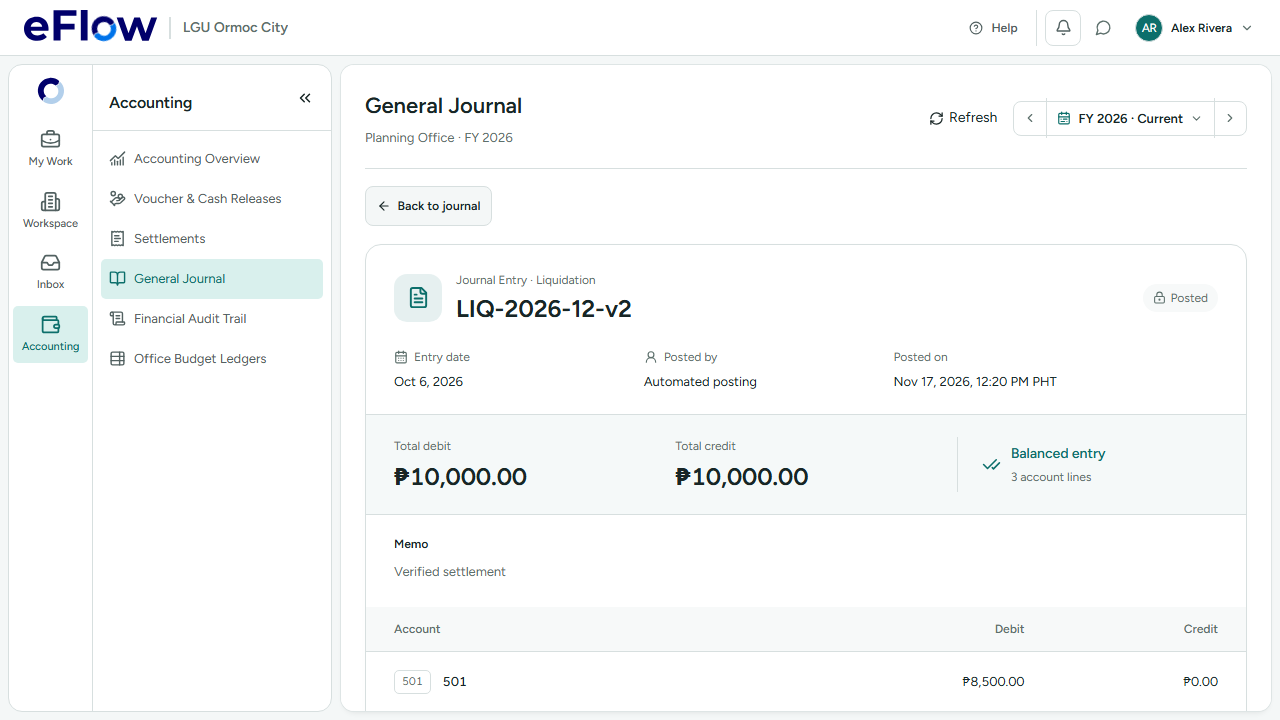 eFlow
LGU Ormoc City
Help
AR
Alex Rivera
My Work
Workspace
Inbox
Accounting
Accounting
Accounting Overview
Voucher & Cash Releases
Settlements
General Journal
Financial Audit Trail
Office Budget Ledgers
General Journal
Planning Office · FY 2026
Refresh
FY 2026 · Current
Back to journal
Journal Entry · Liquidation
LIQ-2026-12-v2
Posted
Entry date
Oct 6, 2026
Posted by
Automated posting
Posted on
Nov 17, 2026, 12:20 PM PHT
Total debit
₱10,000.00
Total credit
₱10,000.00
Balanced entry
3 account lines
Memo
Verified settlement
Account Debit Credit
501 501 ₱8,500.00 ₱0.00